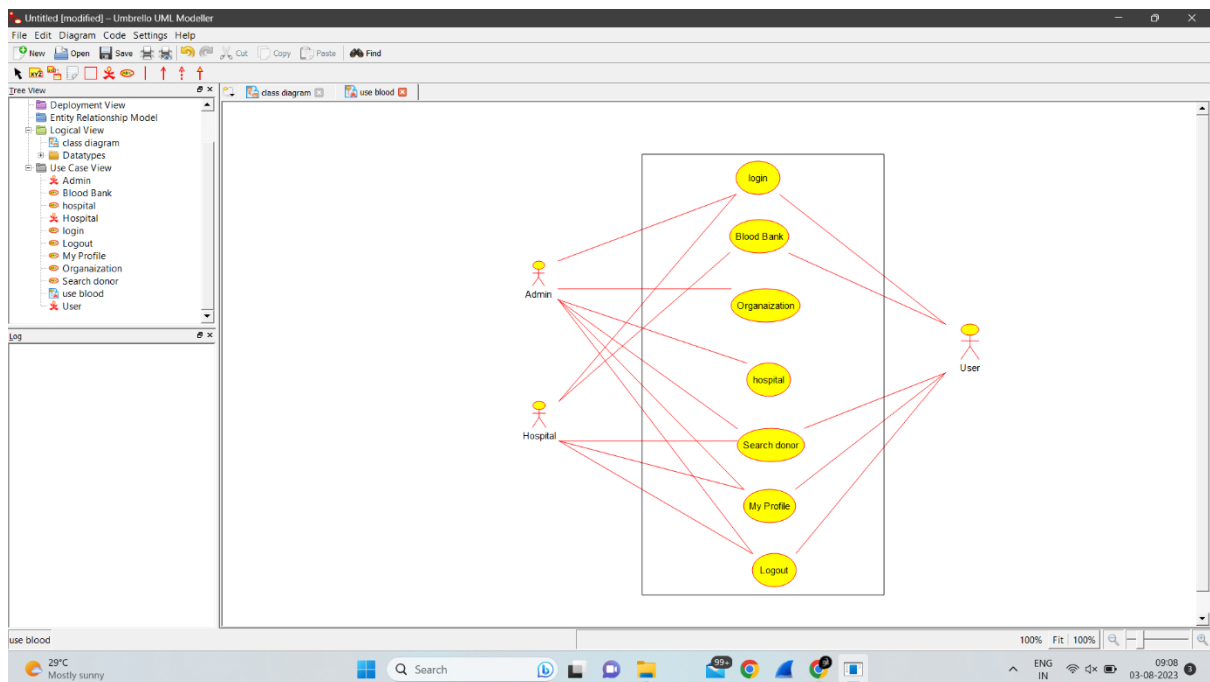 Untitled [modified] – Umbrello UML Modeller
File Edit Diagram Code Settings Help
New Open Save Cut Copy Paste Find
XYZ
Tree View
class diagram use blood
Deployment View
Entity Relationship Model
Logical View
class diagram
Datatypes
Use Case View
Admin
Blood Bank
hospital
Hospital
login
Logout
My Profile
Organaization
Search donor
use blood
User
Log
login
Blood Bank
Admin
Organaization
User
hospital
Hospital
Search donor
My Profile
Logout
use blood
100% Fit 100%
29°C
Mostly sunny
Search
99+
ENG
IN
09:08
03-08-2023
3